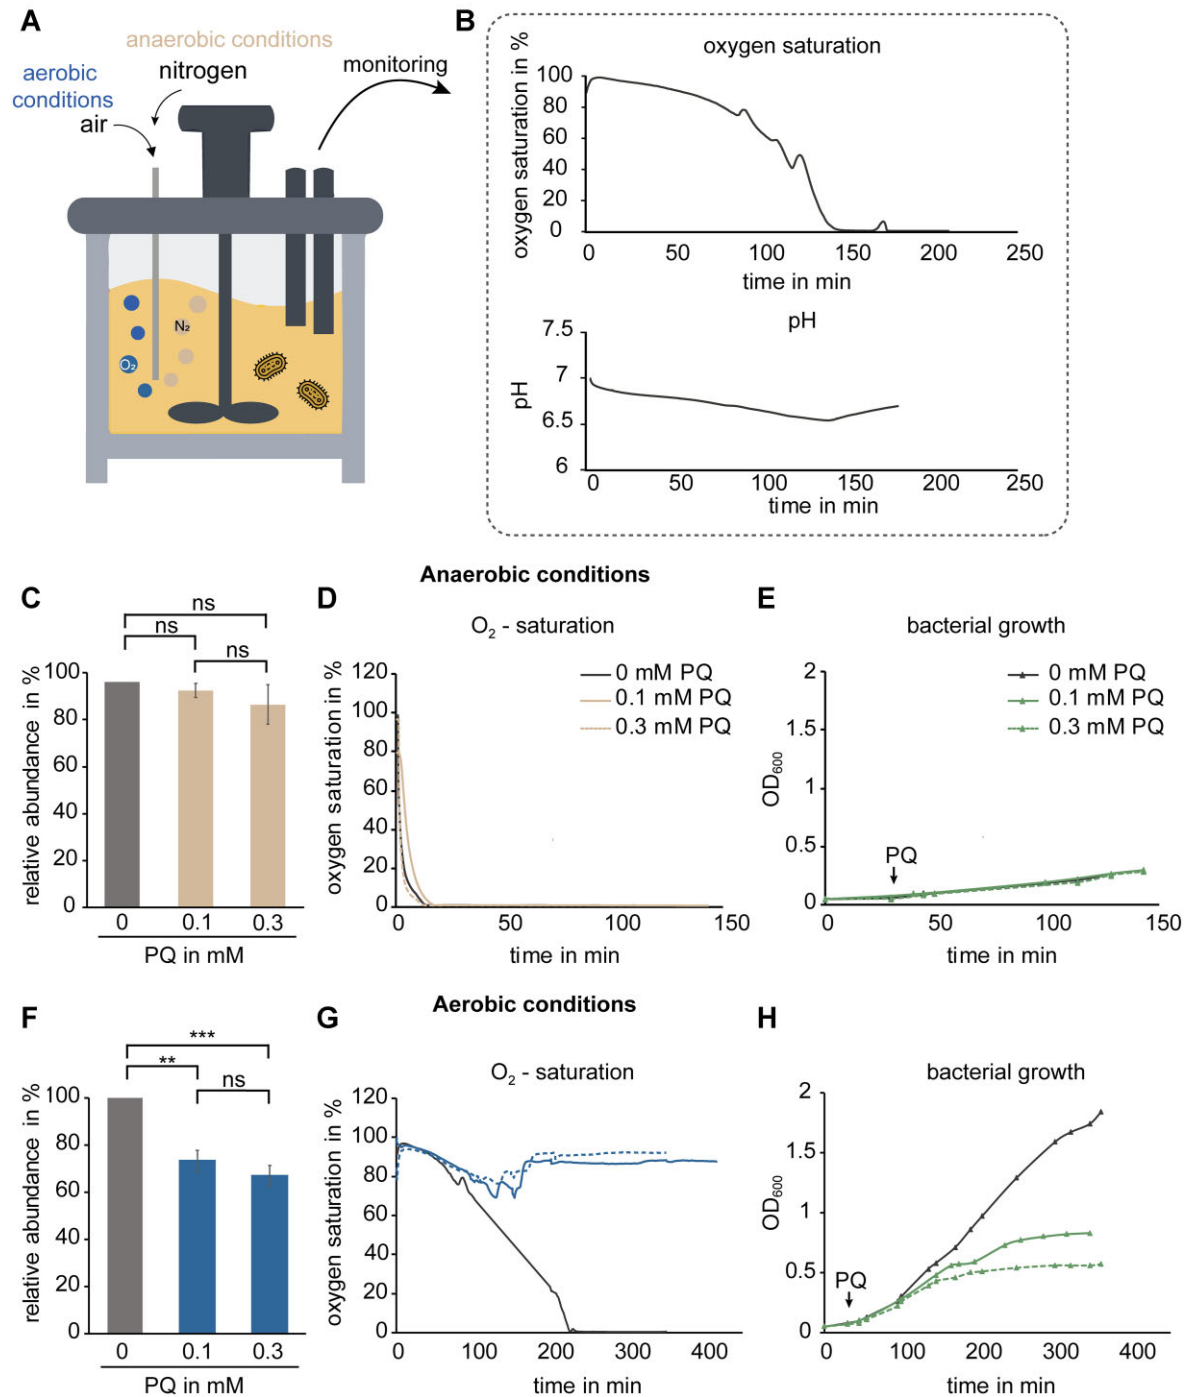 A
anaerobic conditions
nitrogen
aerobic
conditions
air
monitoring
N₂
O₂
B
oxygen saturation
oxygen saturation in %
100
80
60
40
20
0
0 50 100 150 200 250
time in min
pH
pH
7.5
7
6.5
6
0 50 100 150 200 250
time in min
Anaerobic conditions
C
ns
ns
ns
relative abundance in %
100
80
60
40
20
0
0 0.1 0.3
PQ in mM
D
O₂ - saturation
oxygen saturation in %
120
100
80
60
40
20
0
0 mM PQ
0.1 mM PQ
0.3 mM PQ
0 50 100 150
time in min
E
bacterial growth
OD₆₀₀
2
1.5
1
0.5
0
0 mM PQ
0.1 mM PQ
0.3 mM PQ
PQ
0 50 100 150
time in min
Aerobic conditions
F
***
**
ns
relative abundance in %
100
80
60
40
20
0
0 0.1 0.3
PQ in mM
G
O₂ - saturation
oxygen saturation in %
120
100
80
60
40
20
0
0 100 200 300 400
time in min
H
bacterial growth
OD₆₀₀
2
1.5
1
0.5
0
PQ
0 100 200 300 400
time in min